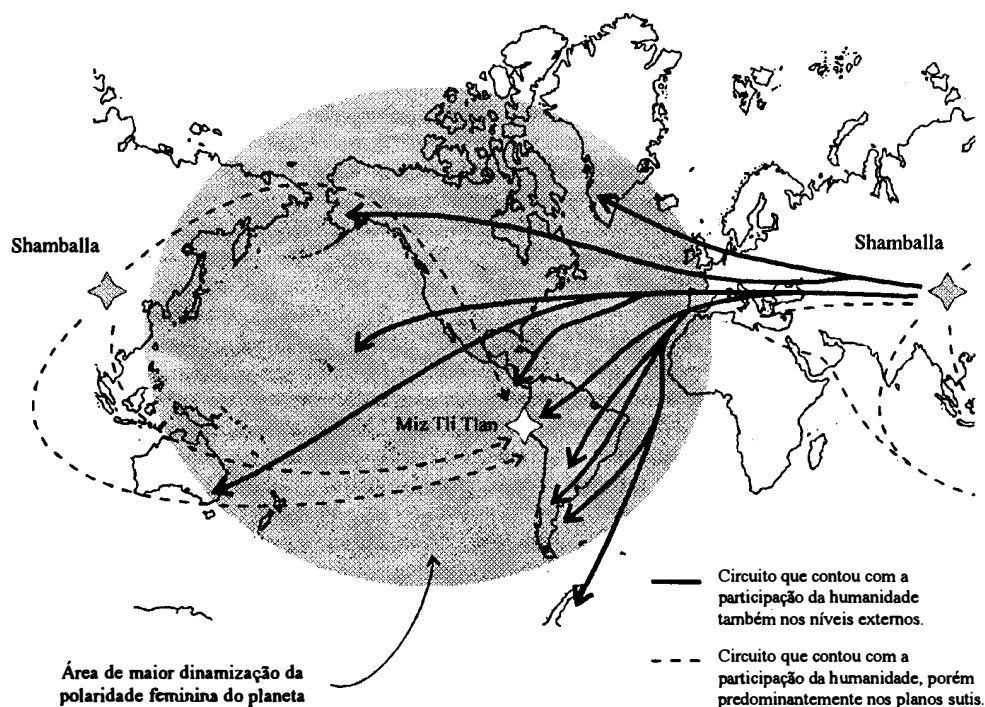 Shamballa
Shamballa
Miz Tli Tlan
Circuito que contou com a
participação da humanidade
também nos níveis externos.
Circuito que contou com a
participação da humanidade, porém
predominantemente nos planos sutis.
Área de maior dinamização da
polaridade feminina do planeta